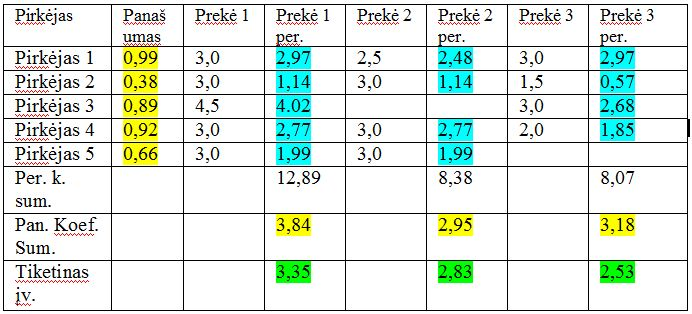 Pirkėjas Panaš umas Prekė 1 Prekė 1 per. Prekė 2 Prekė 2 per. Prekė 3 Prekė 3 per.
Pirkėjas 1 0,99 3,0 2,97 2,5 2,48 3,0 2,97
Pirkėjas 2 0,38 3,0 1,14 3,0 1,14 1,5 0,57
Pirkėjas 3 0,89 4,5 4.02 3,0 2,68
Pirkėjas 4 0,92 3,0 2,77 3,0 2,77 2,0 1,85
Pirkėjas 5 0,66 3,0 1,99 3,0 1,99
Per. k. sum. 12,89 8,38 8,07
Pan. Koef. Sum. 3,84 2,95 3,18
Tiketinas įv. 3,35 2,83 2,53